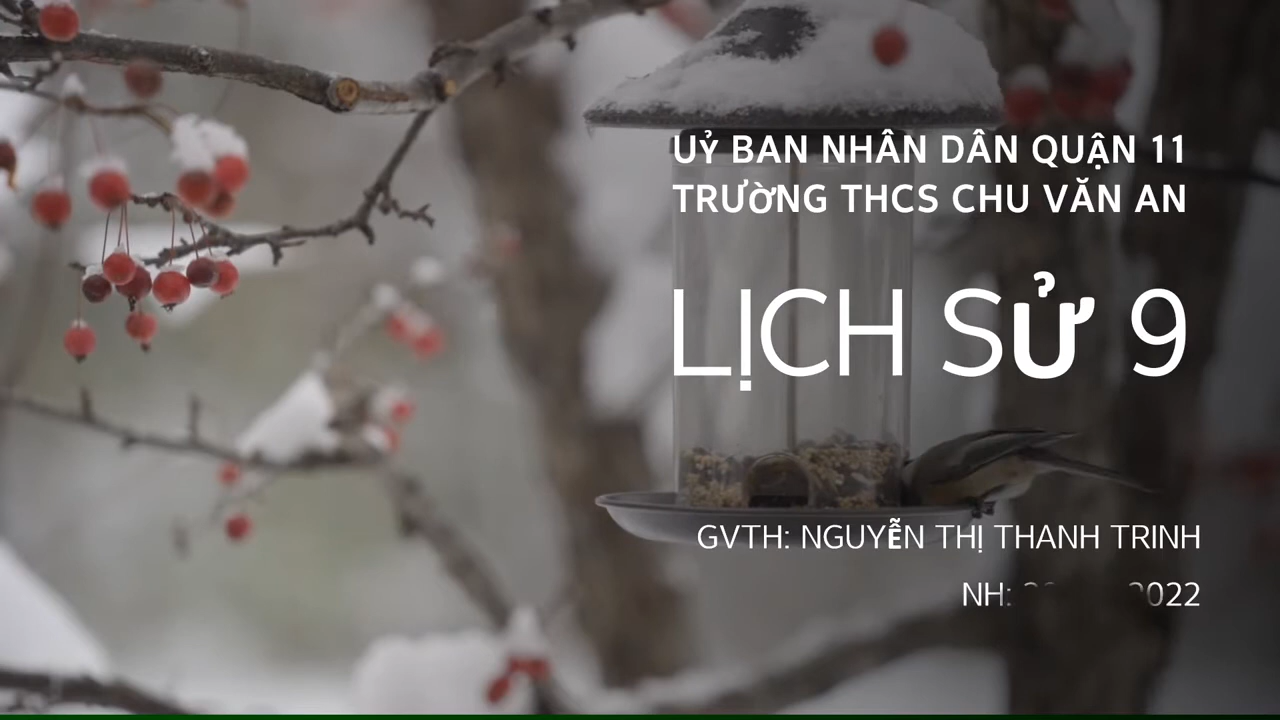 UỶ BAN NHÂN DÂN QUẬN 11
TRƯỜNG THCS CHU VĂN AN
LỊCH SỬ 9
GVTH: NGUYỄN THỊ THANH TRINH
NH: 2022